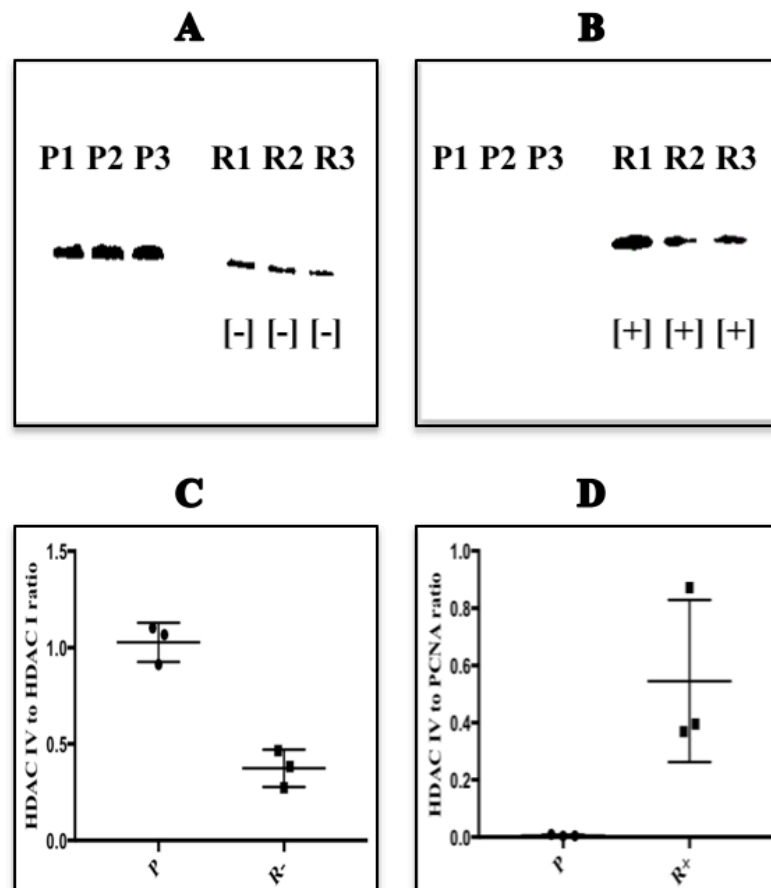 A
B
P1 P2 P3 R1 R2 R3
[-] [-] [-]
P1 P2 P3 R1 R2 R3
[+] [+] [+]
C
D
HDAC IV to HDAC I ratio
1.5
1.0
0.5
0.0
P
R-
HDAC IV to PCNA ratio
1.0
0.8
0.6
0.4
0.2
0.0
P
R+